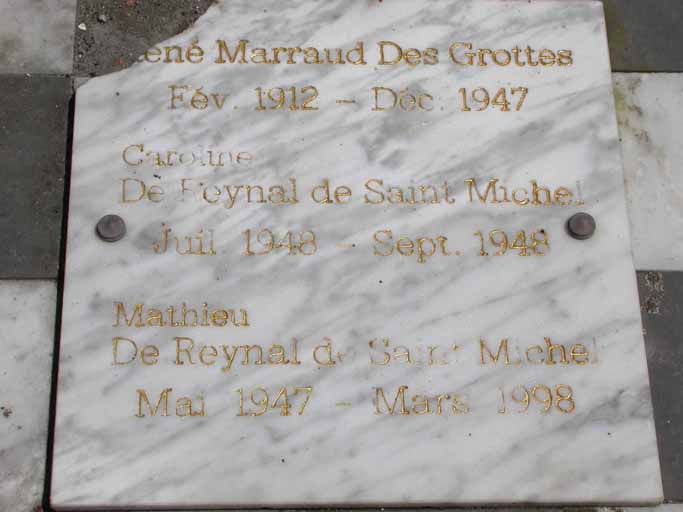 René Marraud Des Grottes
Fév. 1912 - Déc. 1947
Caroline
De Reynal de Saint Michel
Juil 1948 - Sept. 1948
Mathieu
De Reynal de Saint Michel
Mai 1947 - Mars 1998